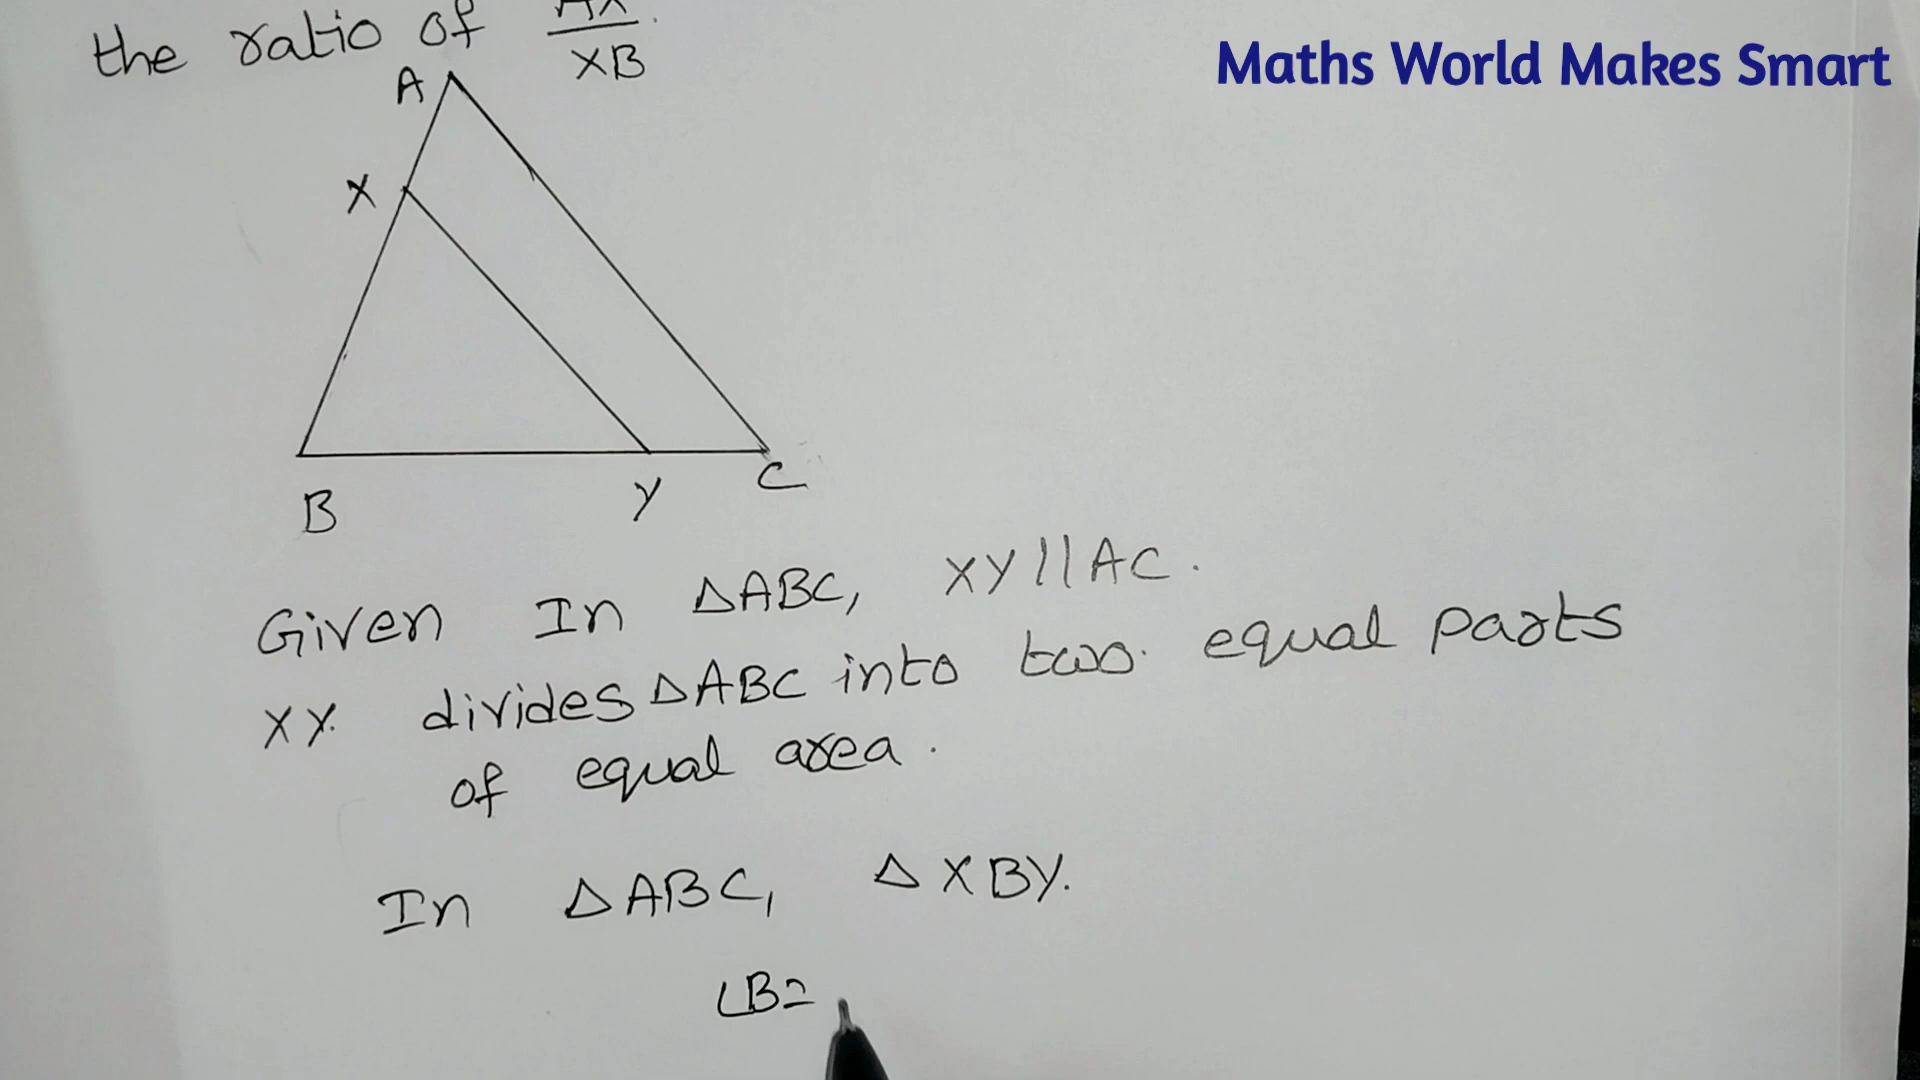 the ratio of AX
XB
Maths World Makes Smart
A
X
B
Y
C
Given In △ABC, XY||AC.
XY. divides △ABC into two equal parts
of equal area.
In △ABC, △XBY.
∠B=